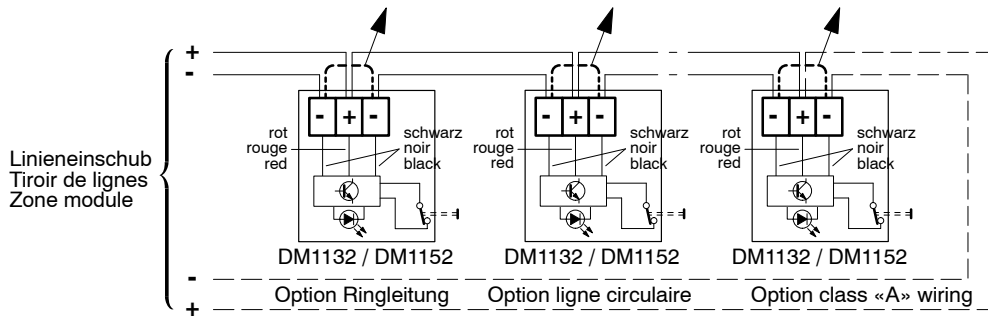 +
-
- + -
- + -
- + -
rot
rouge
red
schwarz
noir
black
rot
rouge
red
schwarz
noir
black
rot
rouge
red
schwarz
noir
black
Linieneinschub
Tiroir de lignes
Zone module
DM1132 / DM1152
DM1132 / DM1152
DM1132 / DM1152
-
Option Ringleitung
Option ligne circulaire
Option class «A» wiring
+